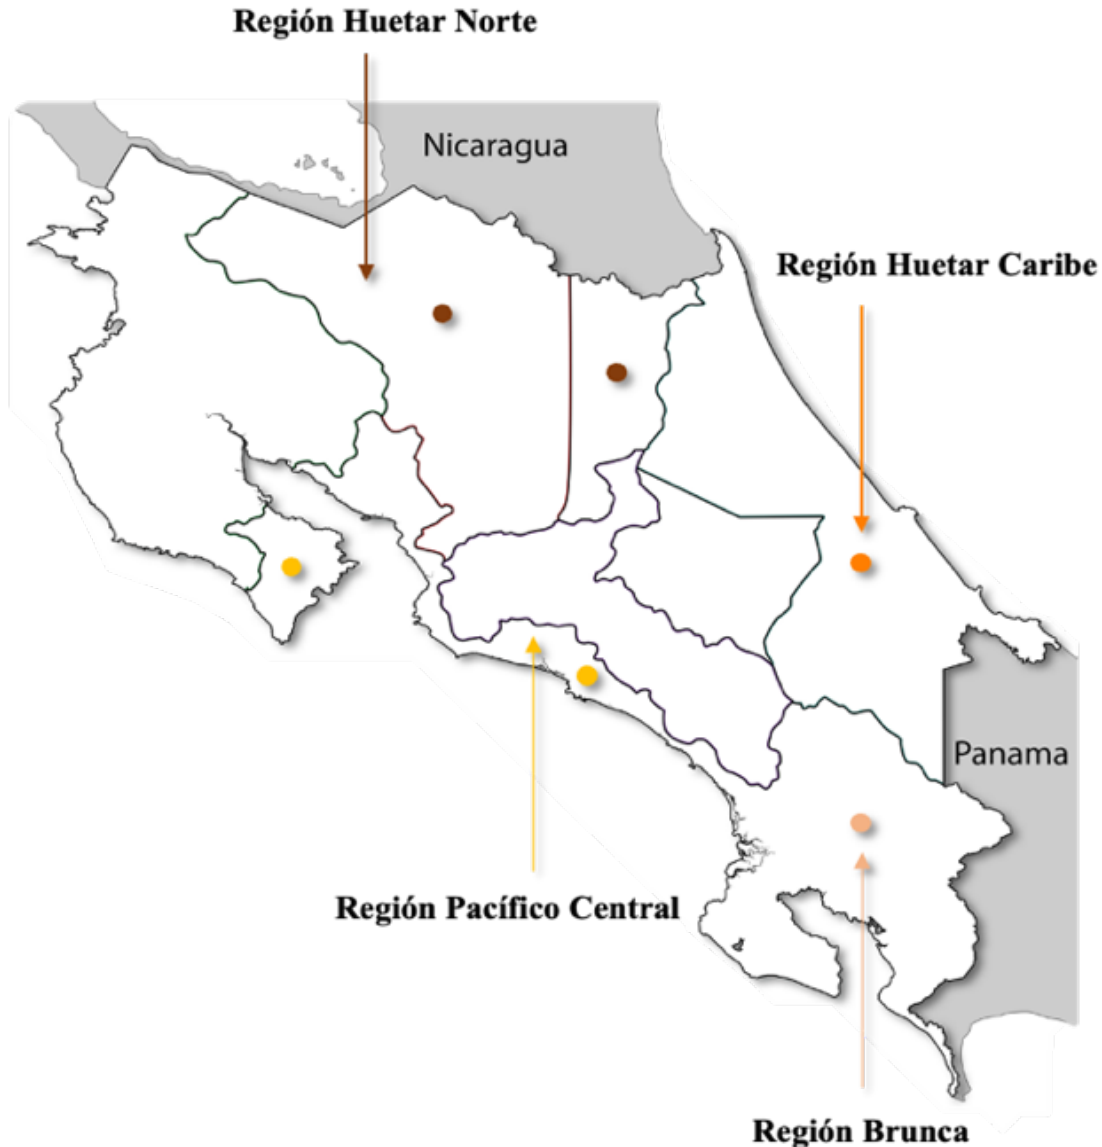 Región Huetar Norte
Nicaragua
Región Huetar Caribe
Panama
Región Pacífico Central
Región Brunca